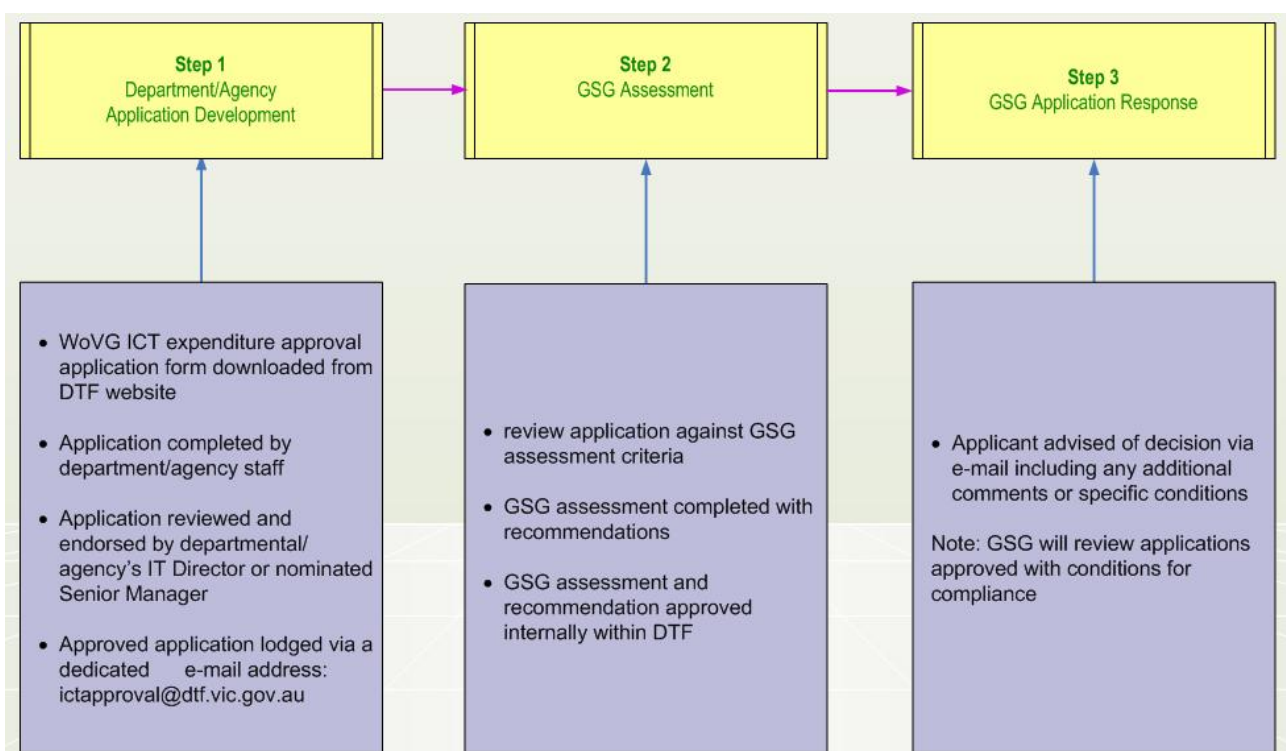 Step 1
Department/Agency
Application Development
Step 2
GSG Assessment
Step 3
GSG Application Response
• WoVG ICT expenditure approval
application form downloaded from
DTF website
• Application completed by
department/agency staff
• Application reviewed and
endorsed by departmental/
agency's IT Director or nominated
Senior Manager
• Approved application lodged via a
dedicated e-mail address:
ictapproval@dtf.vic.gov.au
• review application against GSG
assessment criteria
• GSG assessment completed with
recommendations
• GSG assessment and
recommendation approved
internally within DTF
• Applicant advised of decision via
e-mail including any additional
comments or specific conditions
Note: GSG will review applications
approved with conditions for
compliance